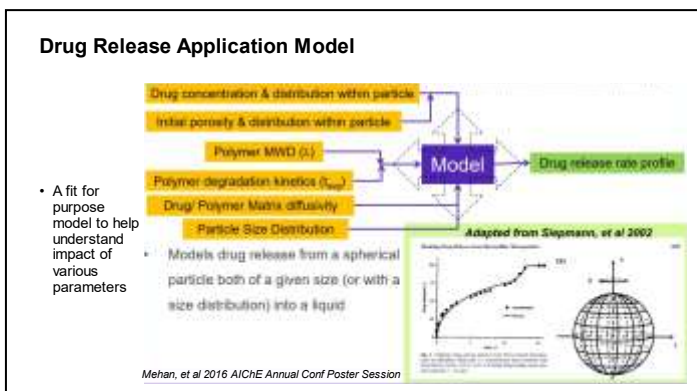 Drug Release Application Model
Drug concentration & distribution within particle
Initial porosity & distribution within particle
Polymer MWD
Polymer degradation kinetics
Drug/ Polymer Matrix diffusivity
Particle Size Distribution
Model
Drug release rate profile
• A fit for
purpose
model to help
understand
impact of
various
parameters
• Models drug release from a spherical
particle both of a given size (or with a
size distribution) into a liquid
Adapted from Siepmann, et al 2002
Mehan, et al 2016 AIChE Annual Conf Poster Session